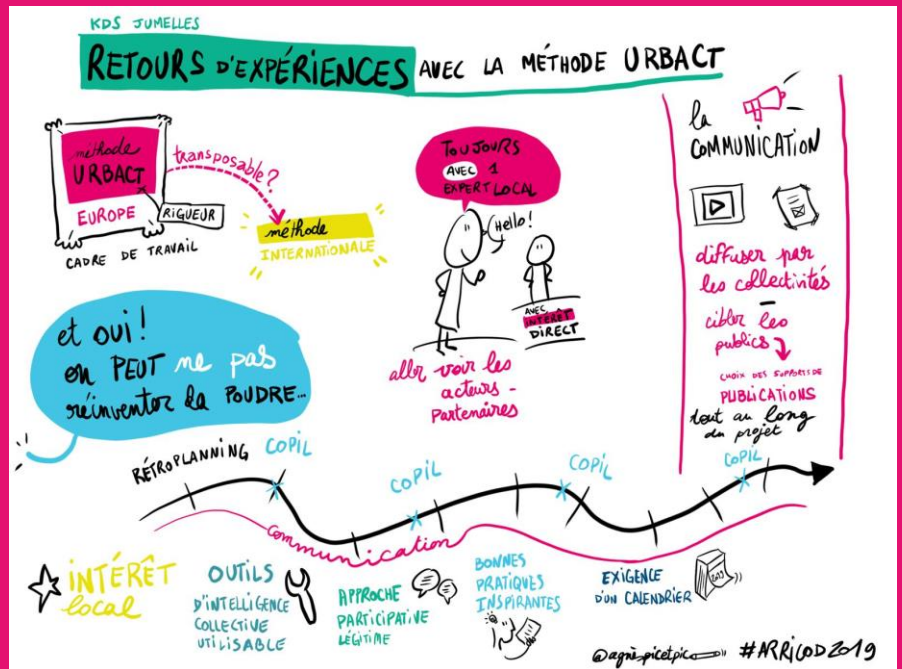 KDS JUMELLES
RETOURS D'EXPÉRIENCES AVEC LA MÉTHODE URBACT
méthode
URBACT
EUROPE
RIGUEUR
CADRE DE TRAVAIL
transposable?
méthode
INTERNATIONALE
TOUJOURS
AVEC 1
EXPERT LOCAL
Hello!
AVEC
INTÉRÊT
DIRECT
aller voir les
acteurs -
partenaires
la
COMMUNICATION
diffuser par
les collectivités
cibler les
publics
CHOIX DES SUPPORTS DE
PUBLICATIONS
tout au long
du projet
et oui!
on PEUT ne pas
réinventer la POUDRE...
RÉTROPLANNING
COPIL
COPIL
COPIL
COPIL
communication
INTÉRÊT
local
OUTILS
D'INTELLIGENCE
COLLECTIVE
UTILISABLE
APPROCHE
PARTICIPATIVE
LÉGITIME
BONNES
PRATIQUES
INSPIRANTES
EXIGENCE
D'UN CALENDRIER
2019
@agnèspicetpic #ARRICOD2019